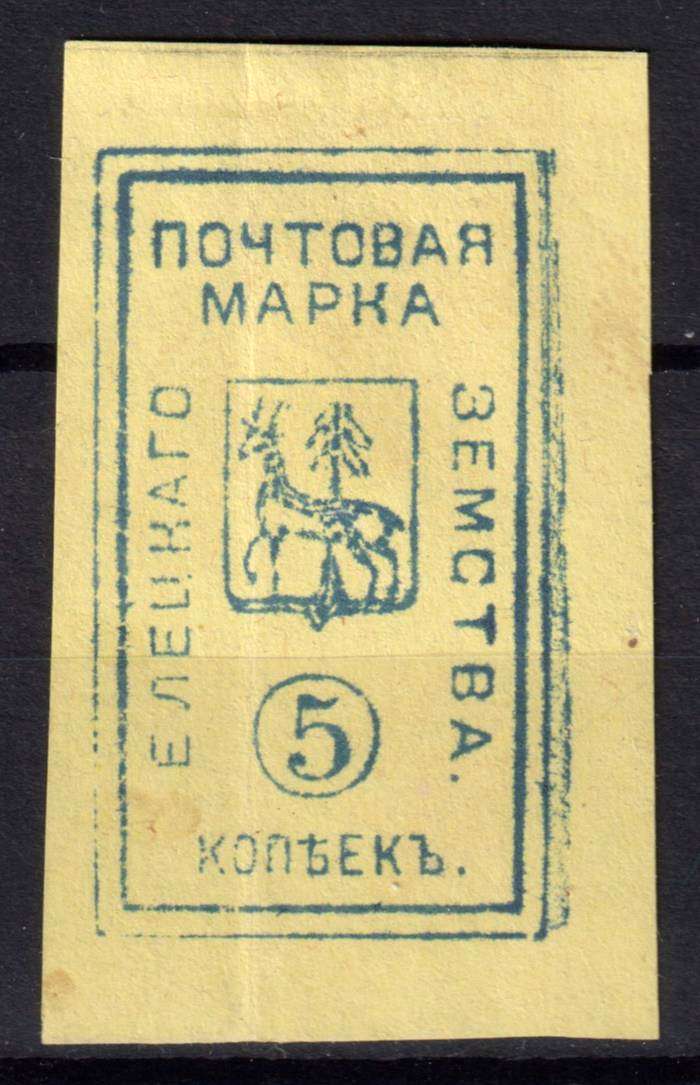 ПОЧТОВАЯ
МАРКА
ЕЛЕЦКАГО
ЗЕМСТВА.
5
КОПѢЕКЪ.